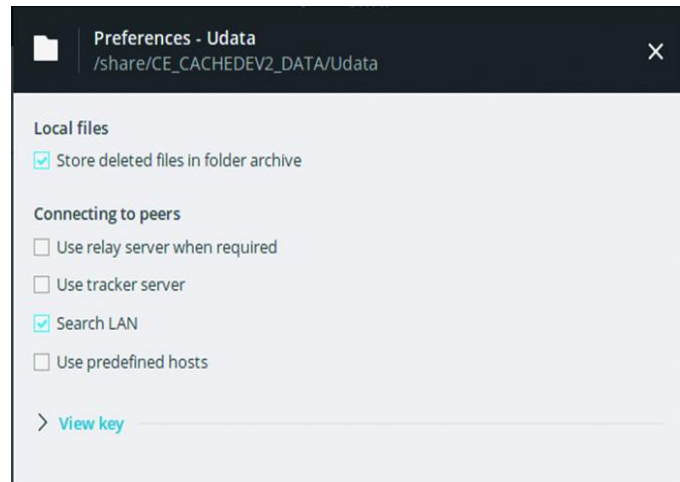 Preferences - Udata
/share/CE_CACHEDEV2_DATA/Udata
Local files
Store deleted files in folder archive
Connecting to peers
Use relay server when required
Use tracker server
Search LAN
Use predefined hosts
View key